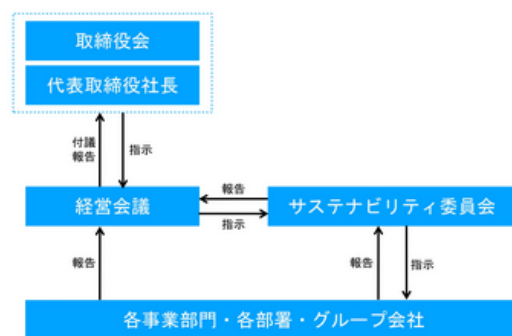 取締役会
代表取締役社長
付議
報告
指示
経営会議
報告
指示
サステナビリティ委員会
報告
報告
指示
各事業部門・各部署・グループ会社